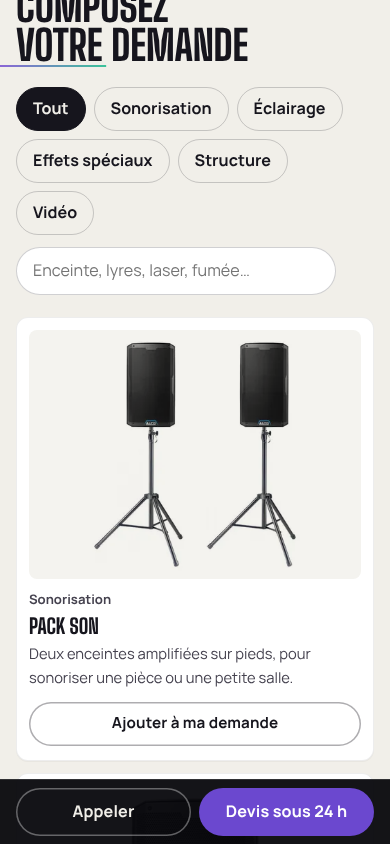 COMPOSEZ
VOTRE DEMANDE
Tout
Sonorisation
Éclairage
Effets spéciaux
Structure
Vidéo
Enceinte, lyres, laser, fumée…
Sonorisation
PACK SON
Deux enceintes amplifiées sur pieds, pour
sonoriser une pièce ou une petite salle.
Ajouter à ma demande
Appeler
Devis sous 24 h